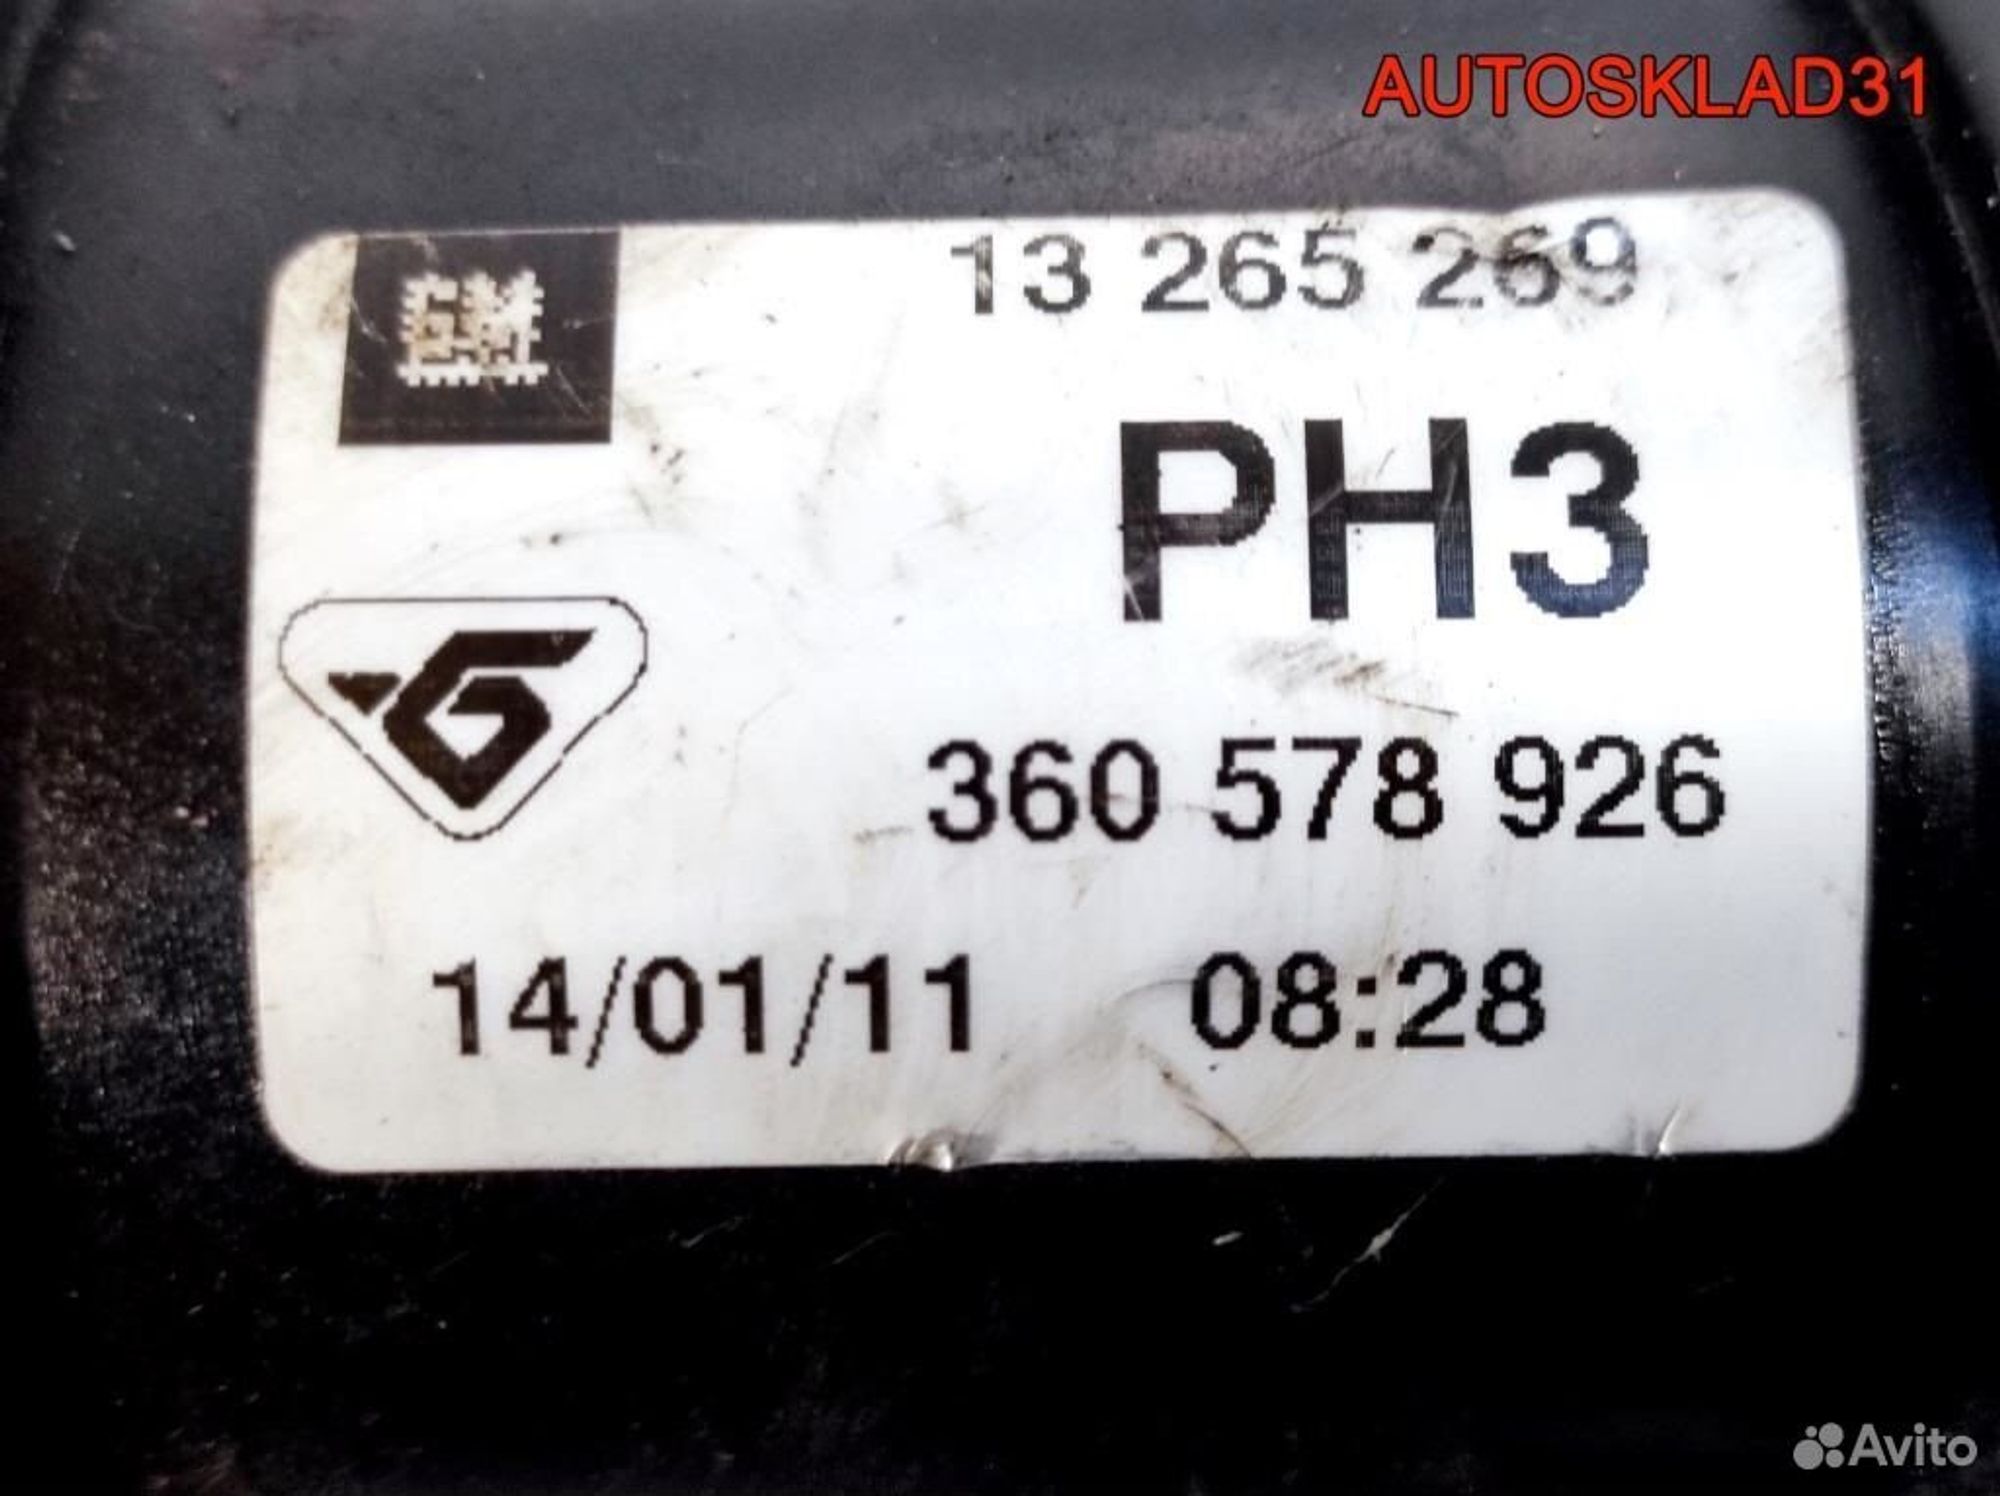 AUTOSKLAD31
13 265 269
PH3
360 578 926
14/01/11 08:28
Avito